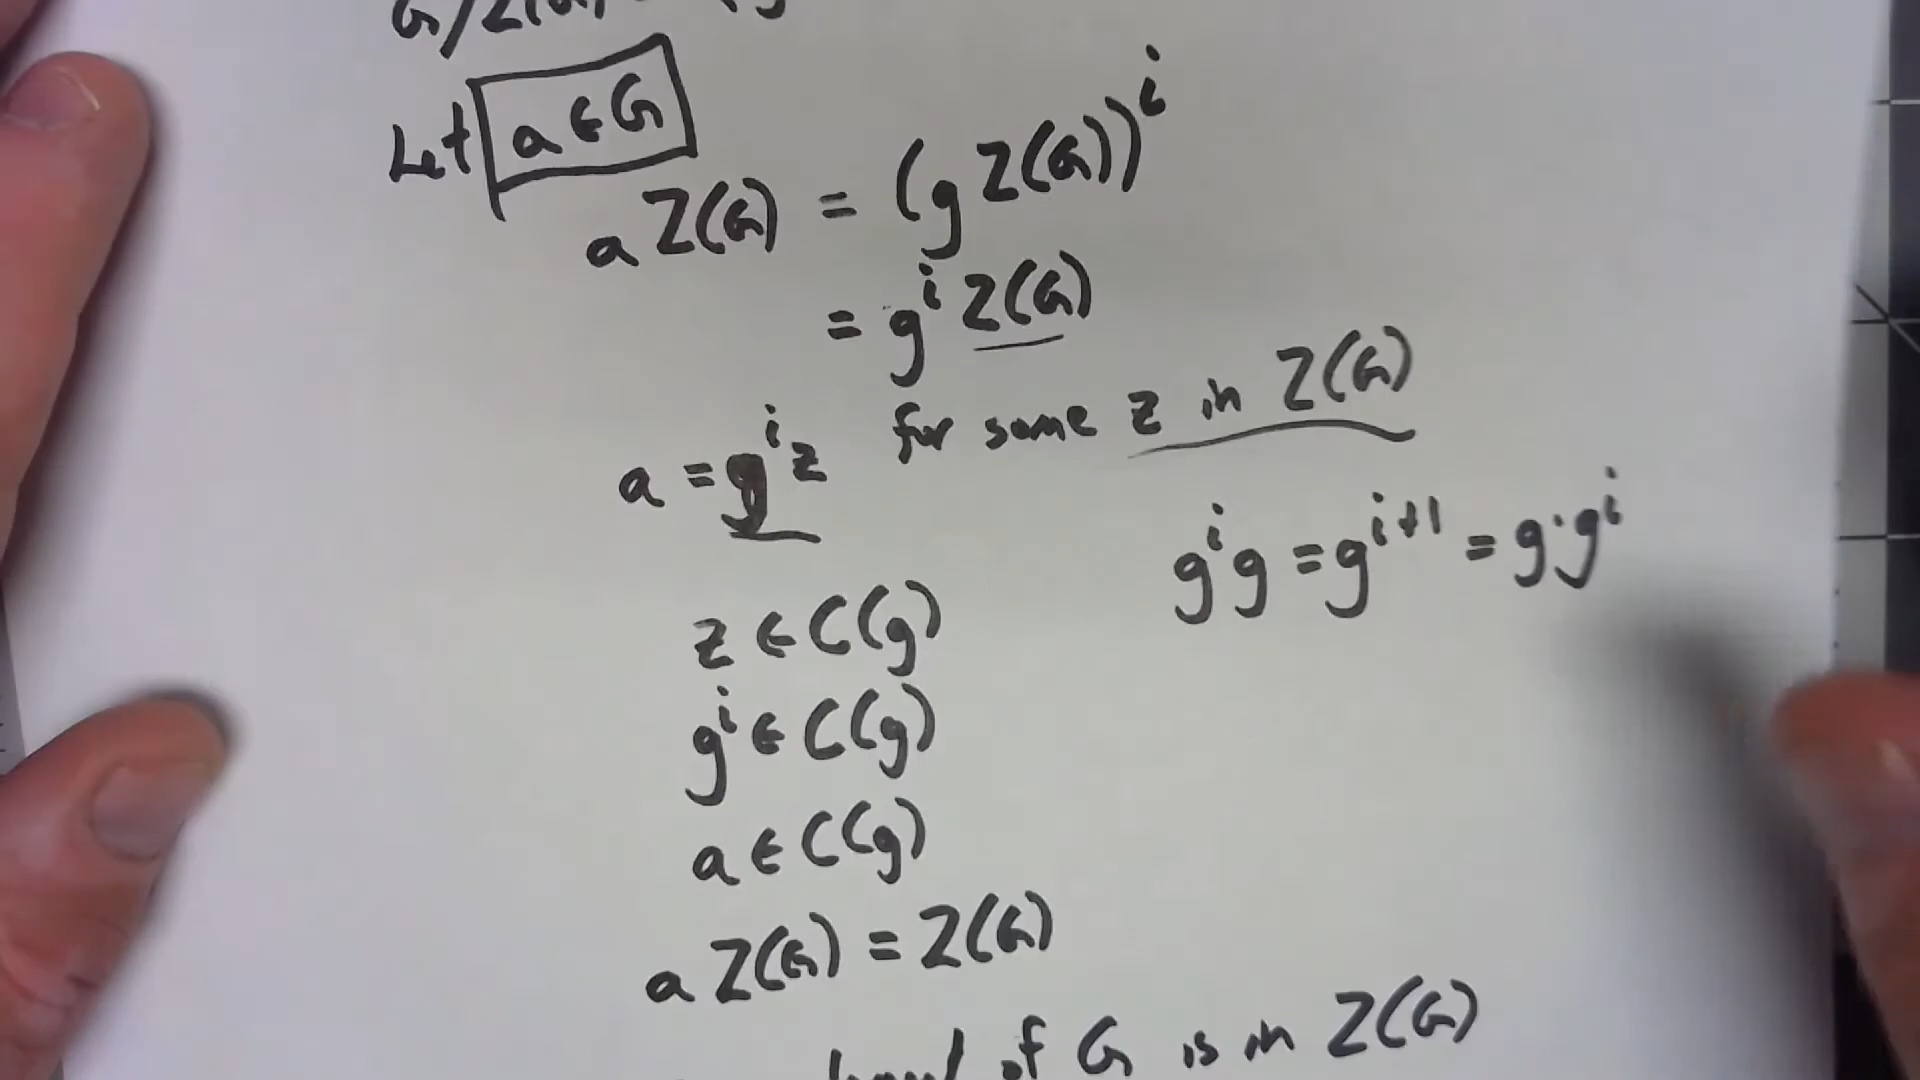 G/Z(G)
Let a ∈ G
a Z(G) = (g Z(G))^i
= g^i Z(G)
a = g^i z for some z in Z(G)
g^i g = g^{i+1} = g · g^i
z ∈ C(g)
g^i ∈ C(g)
a ∈ C(g)
a Z(G) = Z(G)
of G is in Z(G)